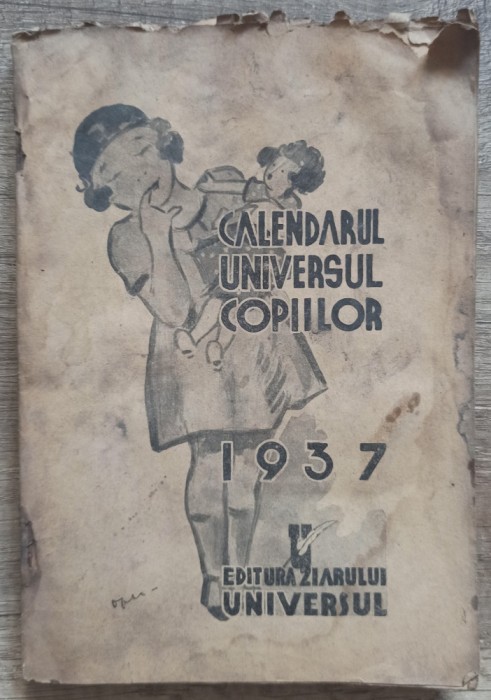 CALENDARUL
UNIVERSUL
COPIILOR
1937
U
EDITURA ZIARULUI
UNIVERSUL